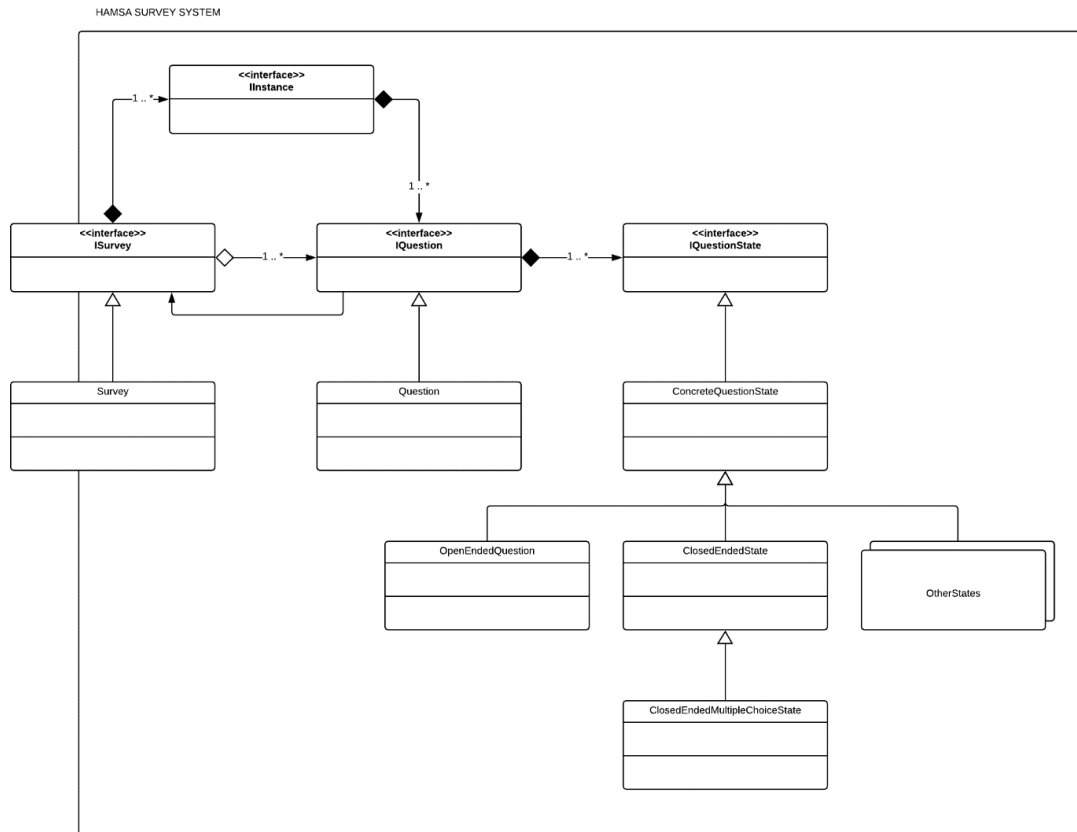 HAMSA SURVEY SYSTEM
<<interface>>
IInstance
1 .. *
1 .. *
<<interface>>
ISurvey
1 .. *
<<interface>>
IQuestion
1 .. *
<<interface>>
IQuestionState
Survey
Question
ConcreteQuestionState
OpenEndedQuestion
ClosedEndedState
OtherStates
ClosedEndedMultipleChoiceState